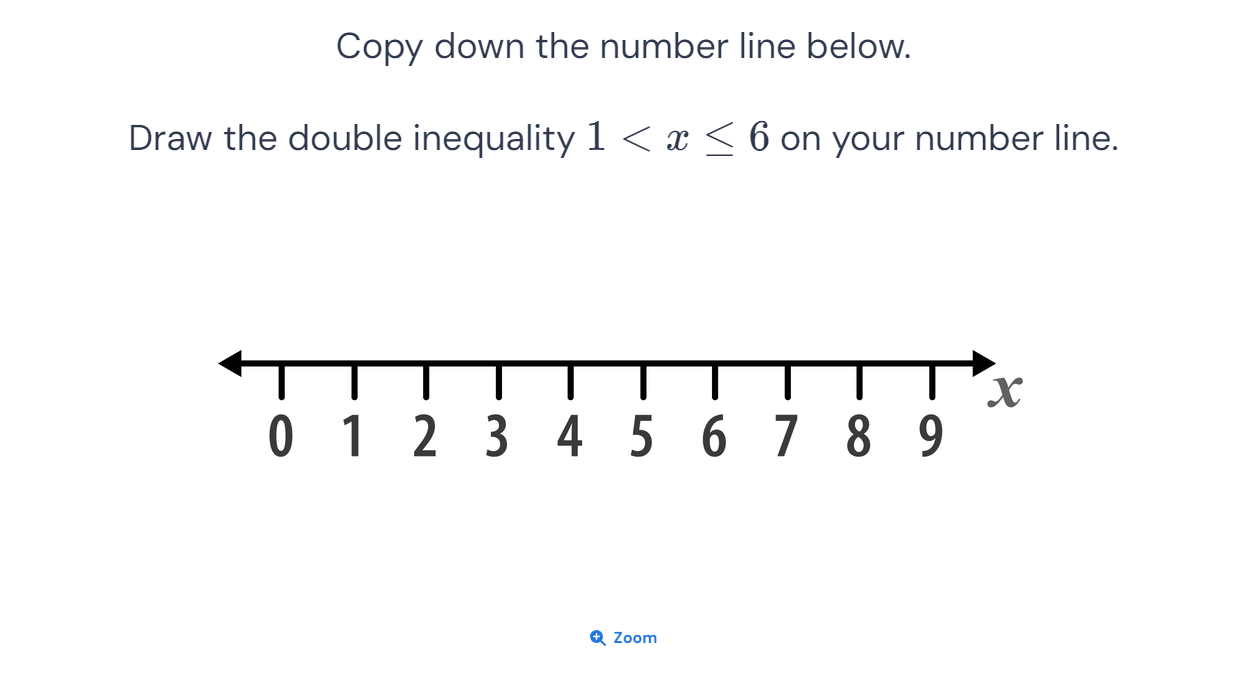 Copy down the number line below.
Draw the double inequality 1 < x ≤ 6 on your number line.
x
0 1 2 3 4 5 6 7 8 9
Zoom